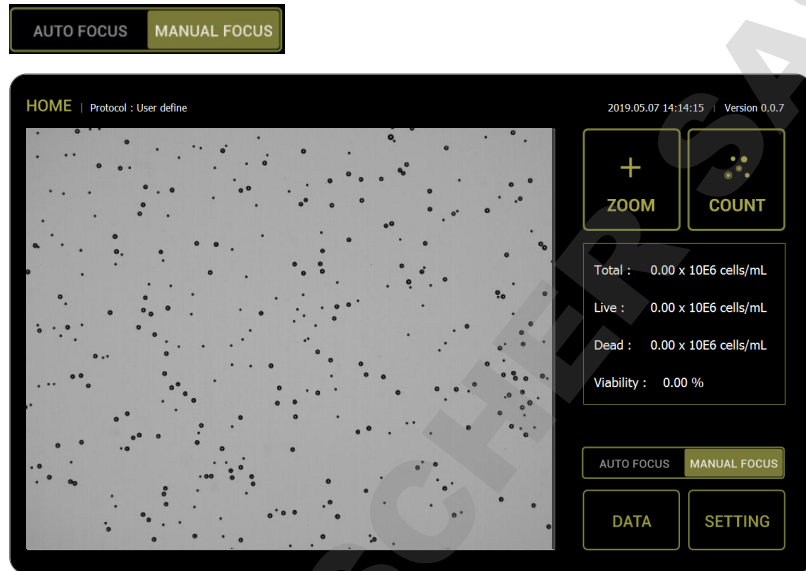 AUTO FOCUS MANUAL FOCUS
HOME | Protocol : User define 2019.05.07 14:14:15 | Version 0.0.7
ZOOM COUNT
Total : 0.00 x 10E6 cells/mL
Live : 0.00 x 10E6 cells/mL
Dead : 0.00 x 10E6 cells/mL
Viability : 0.00 %
AUTO FOCUS MANUAL FOCUS
DATA SETTING
SCHER SA